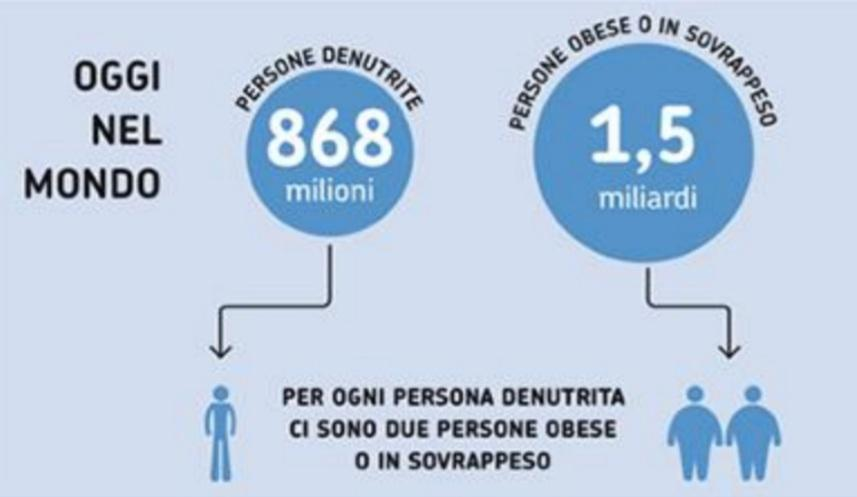 OGGI
NEL
MONDO
PERSONE DENUTRITE
868
milioni
PERSONE OBESE O IN SOVRAPPESO
1,5
miliardi
PER OGNI PERSONA DENUTRITA
CI SONO DUE PERSONE OBESE
O IN SOVRAPPESO